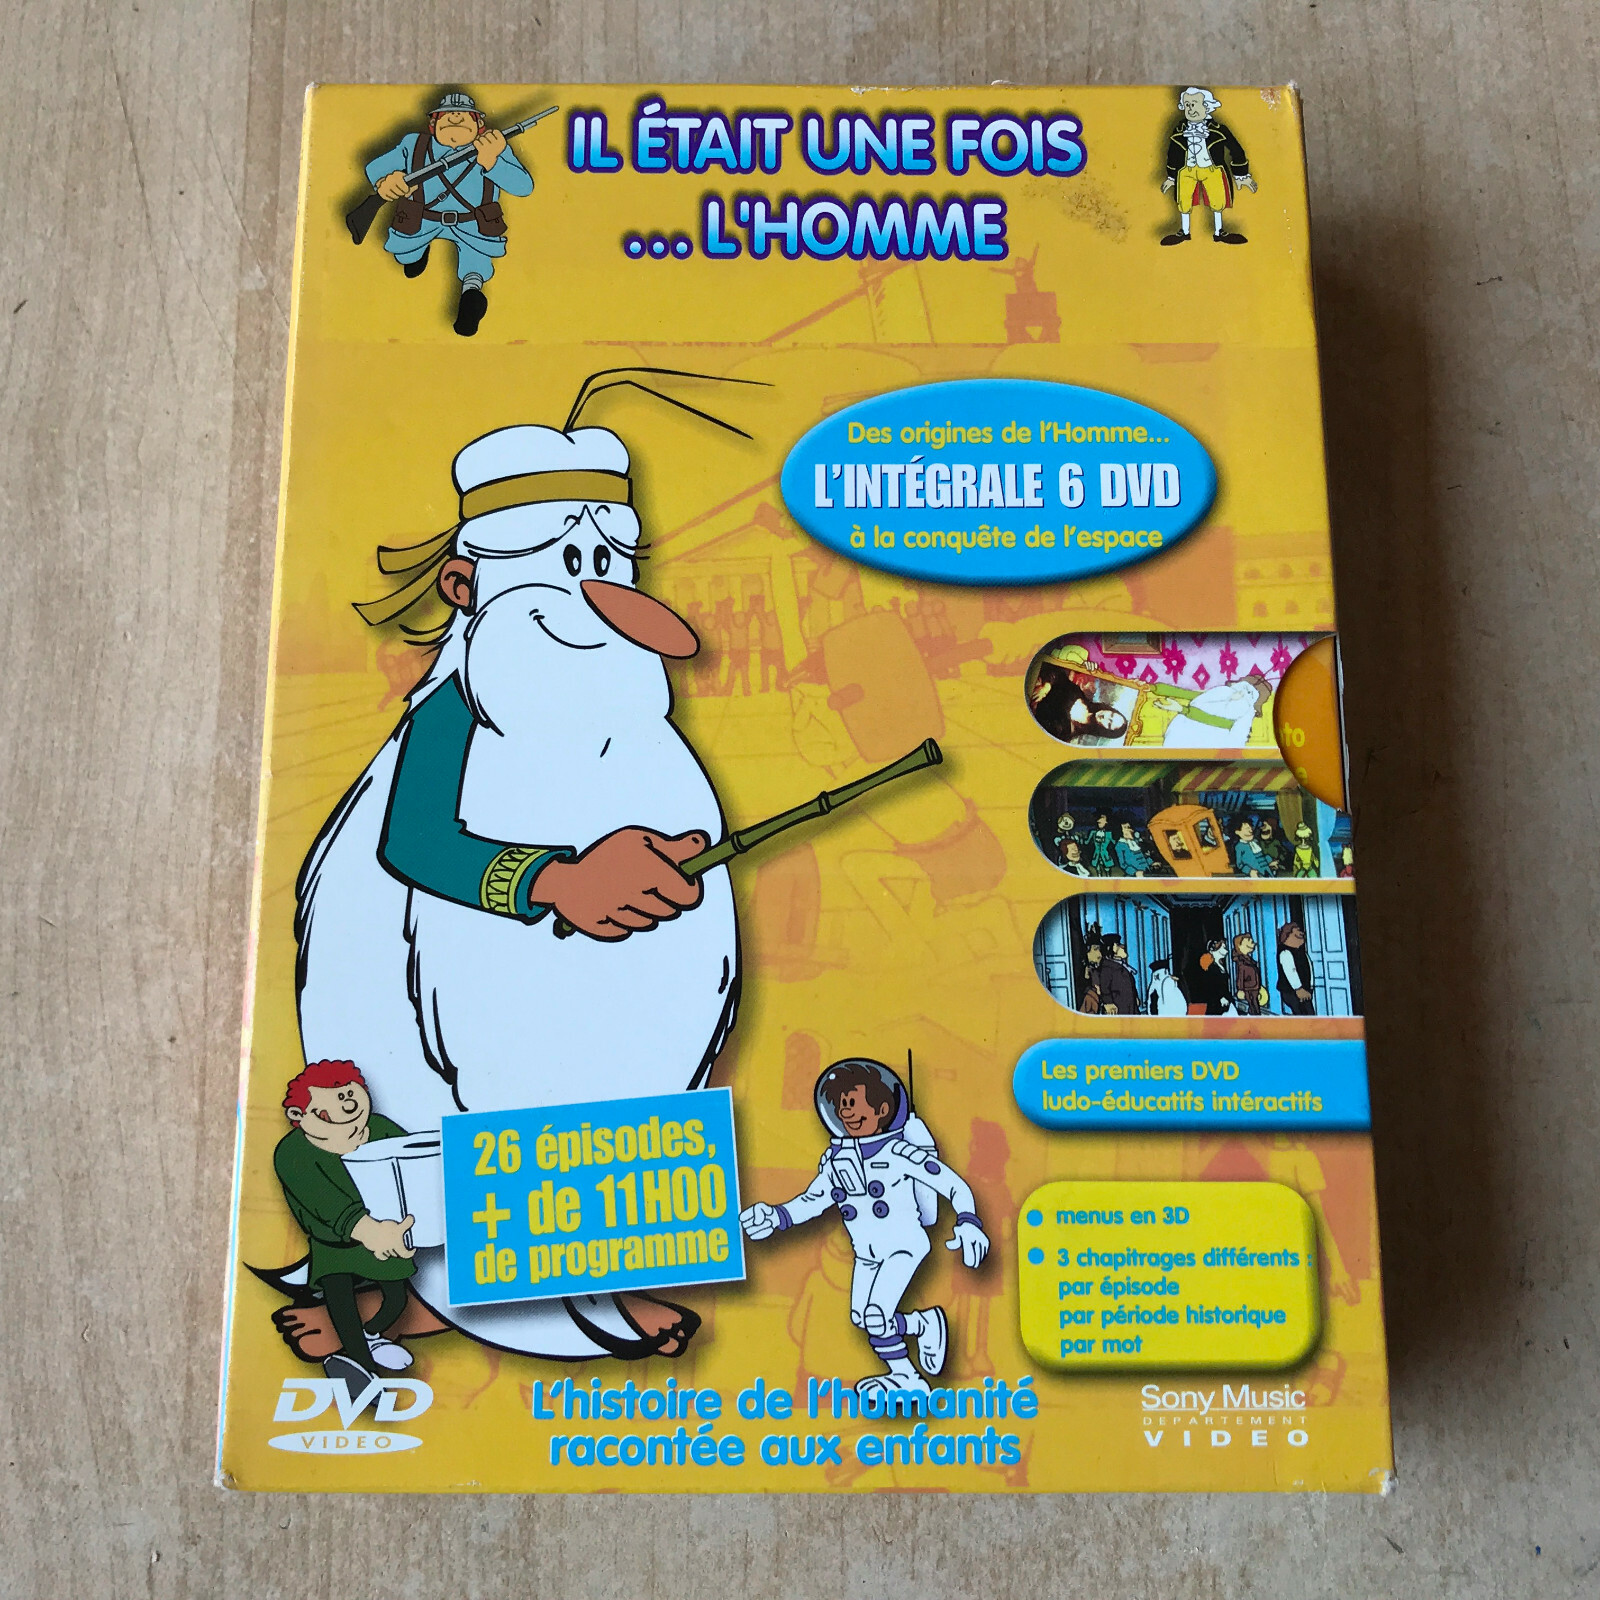 IL ÉTAIT UNE FOIS
... L'HOMME
Des origines de l'Homme...
L'INTÉGRALE 6 DVD
à la conquête de l'espace
Les premiers DVD
ludo-éducatifs intéractifs
26 épisodes,
+ de 11H00
de programme
menus en 3D
3 chapitrages différents :
par épisode
par période historique
par mot
DVD
VIDEO
L'histoire de l'humanité
racontée aux enfants
Sony Music
DEPARTEMENT
VIDEO